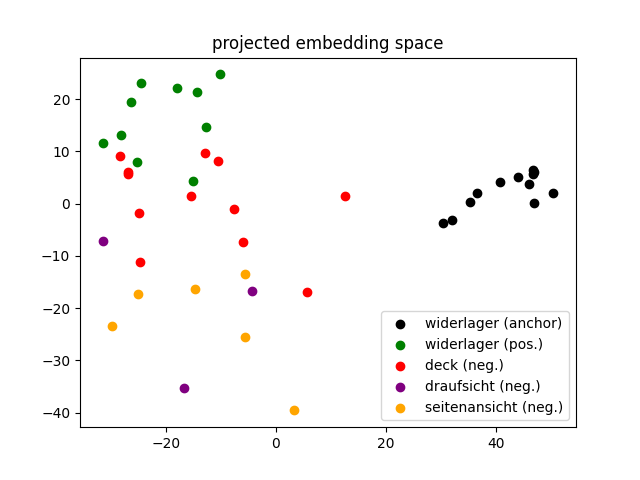 projected embedding space
20
10
0
−10
−20
−30
−40
−20
0
20
40
widerlager (anchor)
widerlager (pos.)
deck (neg.)
draufsicht (neg.)
seitenansicht (neg.)